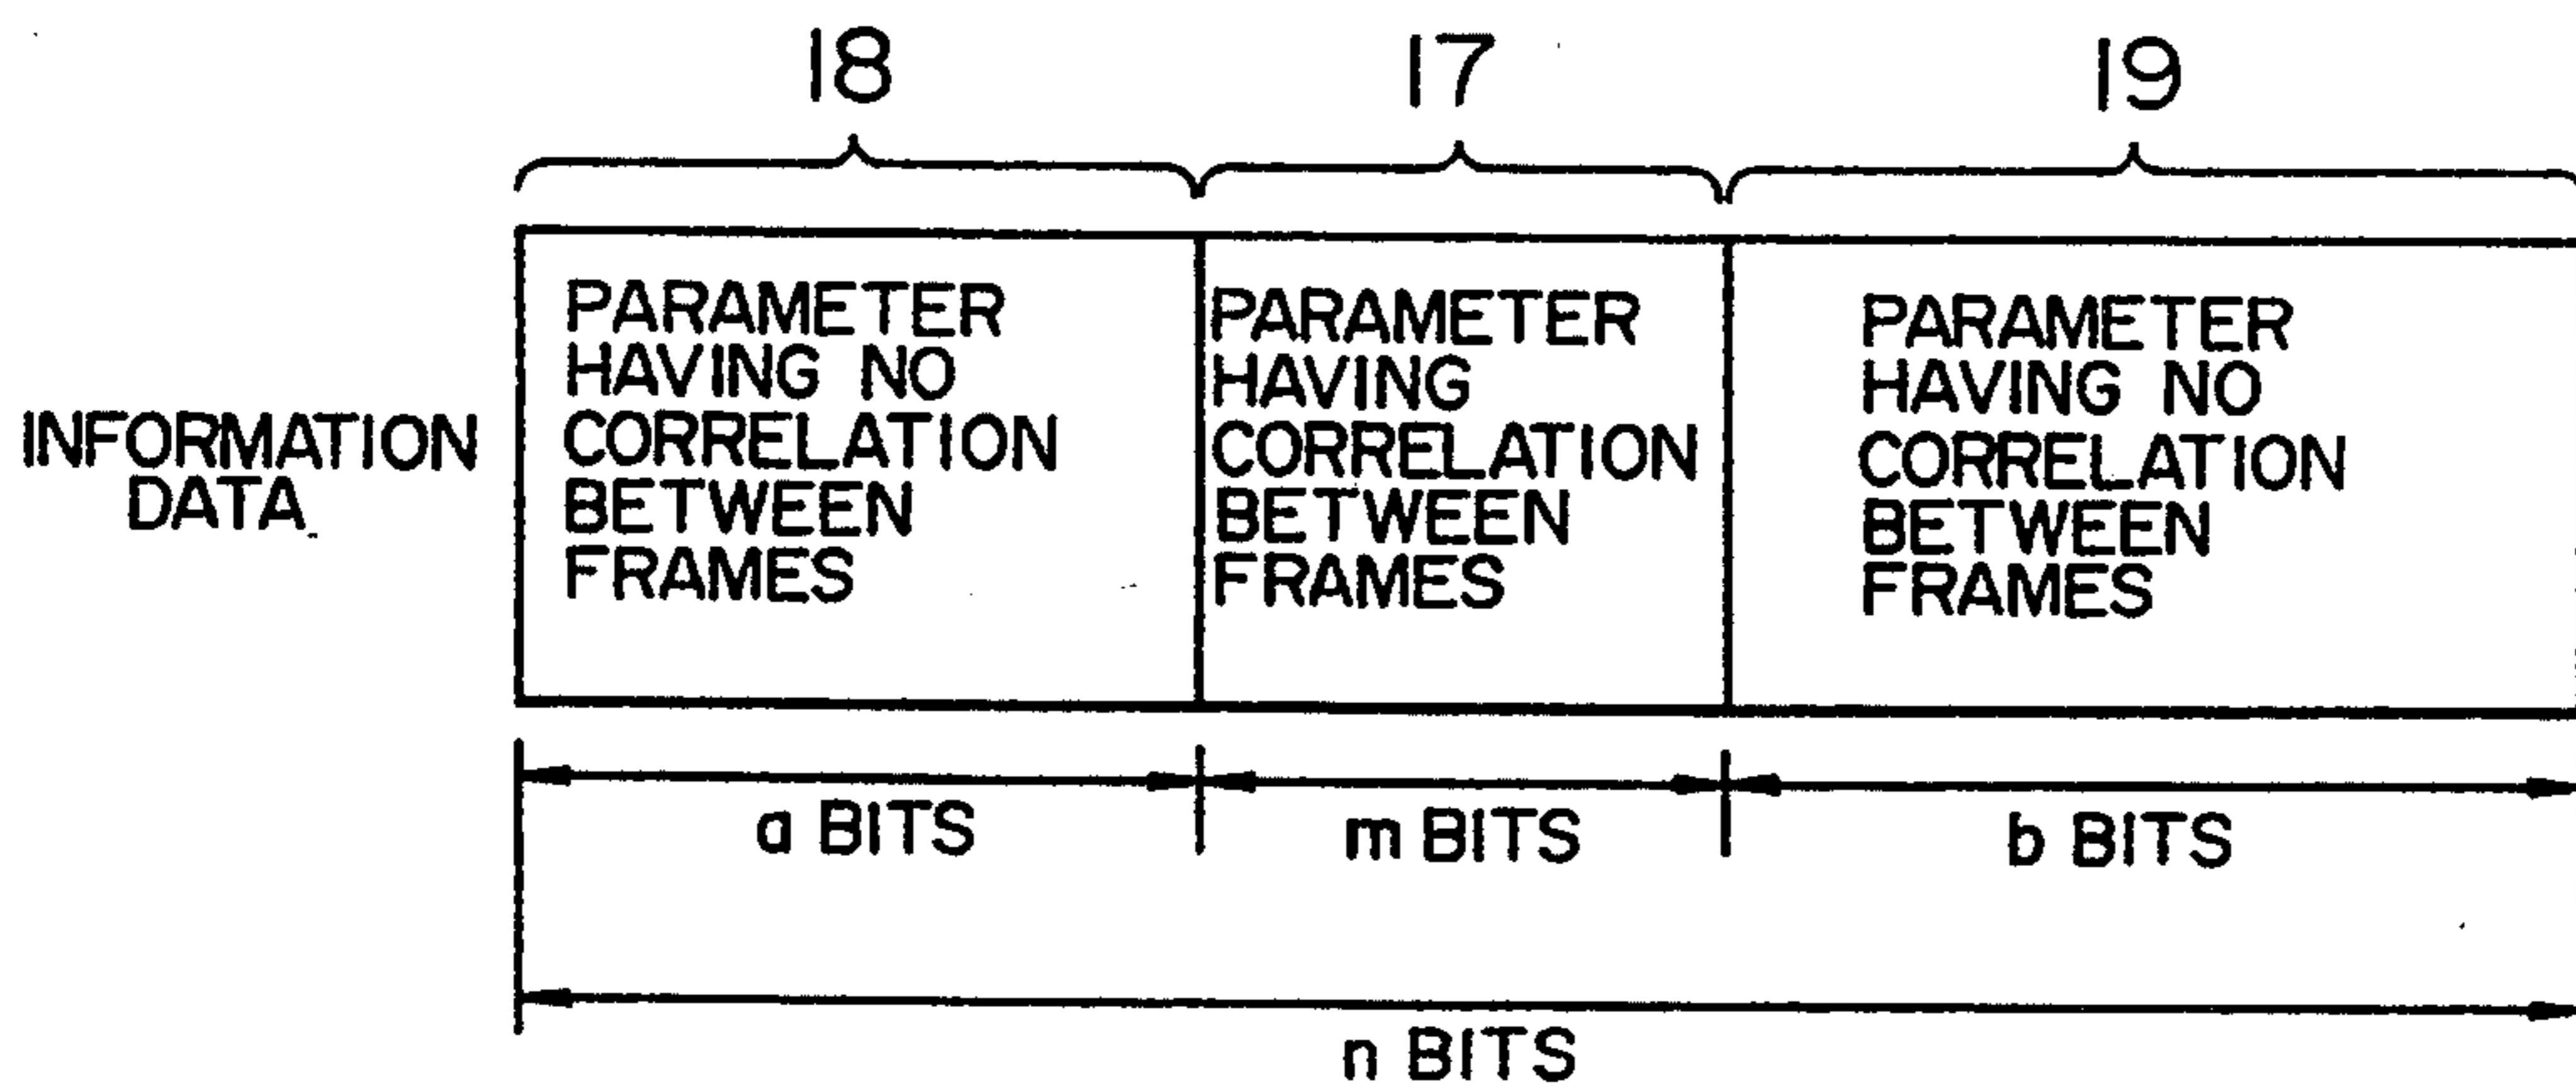 18
17
19
INFORMATION
DATA
PARAMETER
HAVING NO
CORRELATION
BETWEEN
FRAMES
PARAMETER
HAVING
CORRELATION
BETWEEN
FRAMES
PARAMETER
HAVING NO
CORRELATION
BETWEEN
FRAMES
a BITS
m BITS
b BITS
n BITS